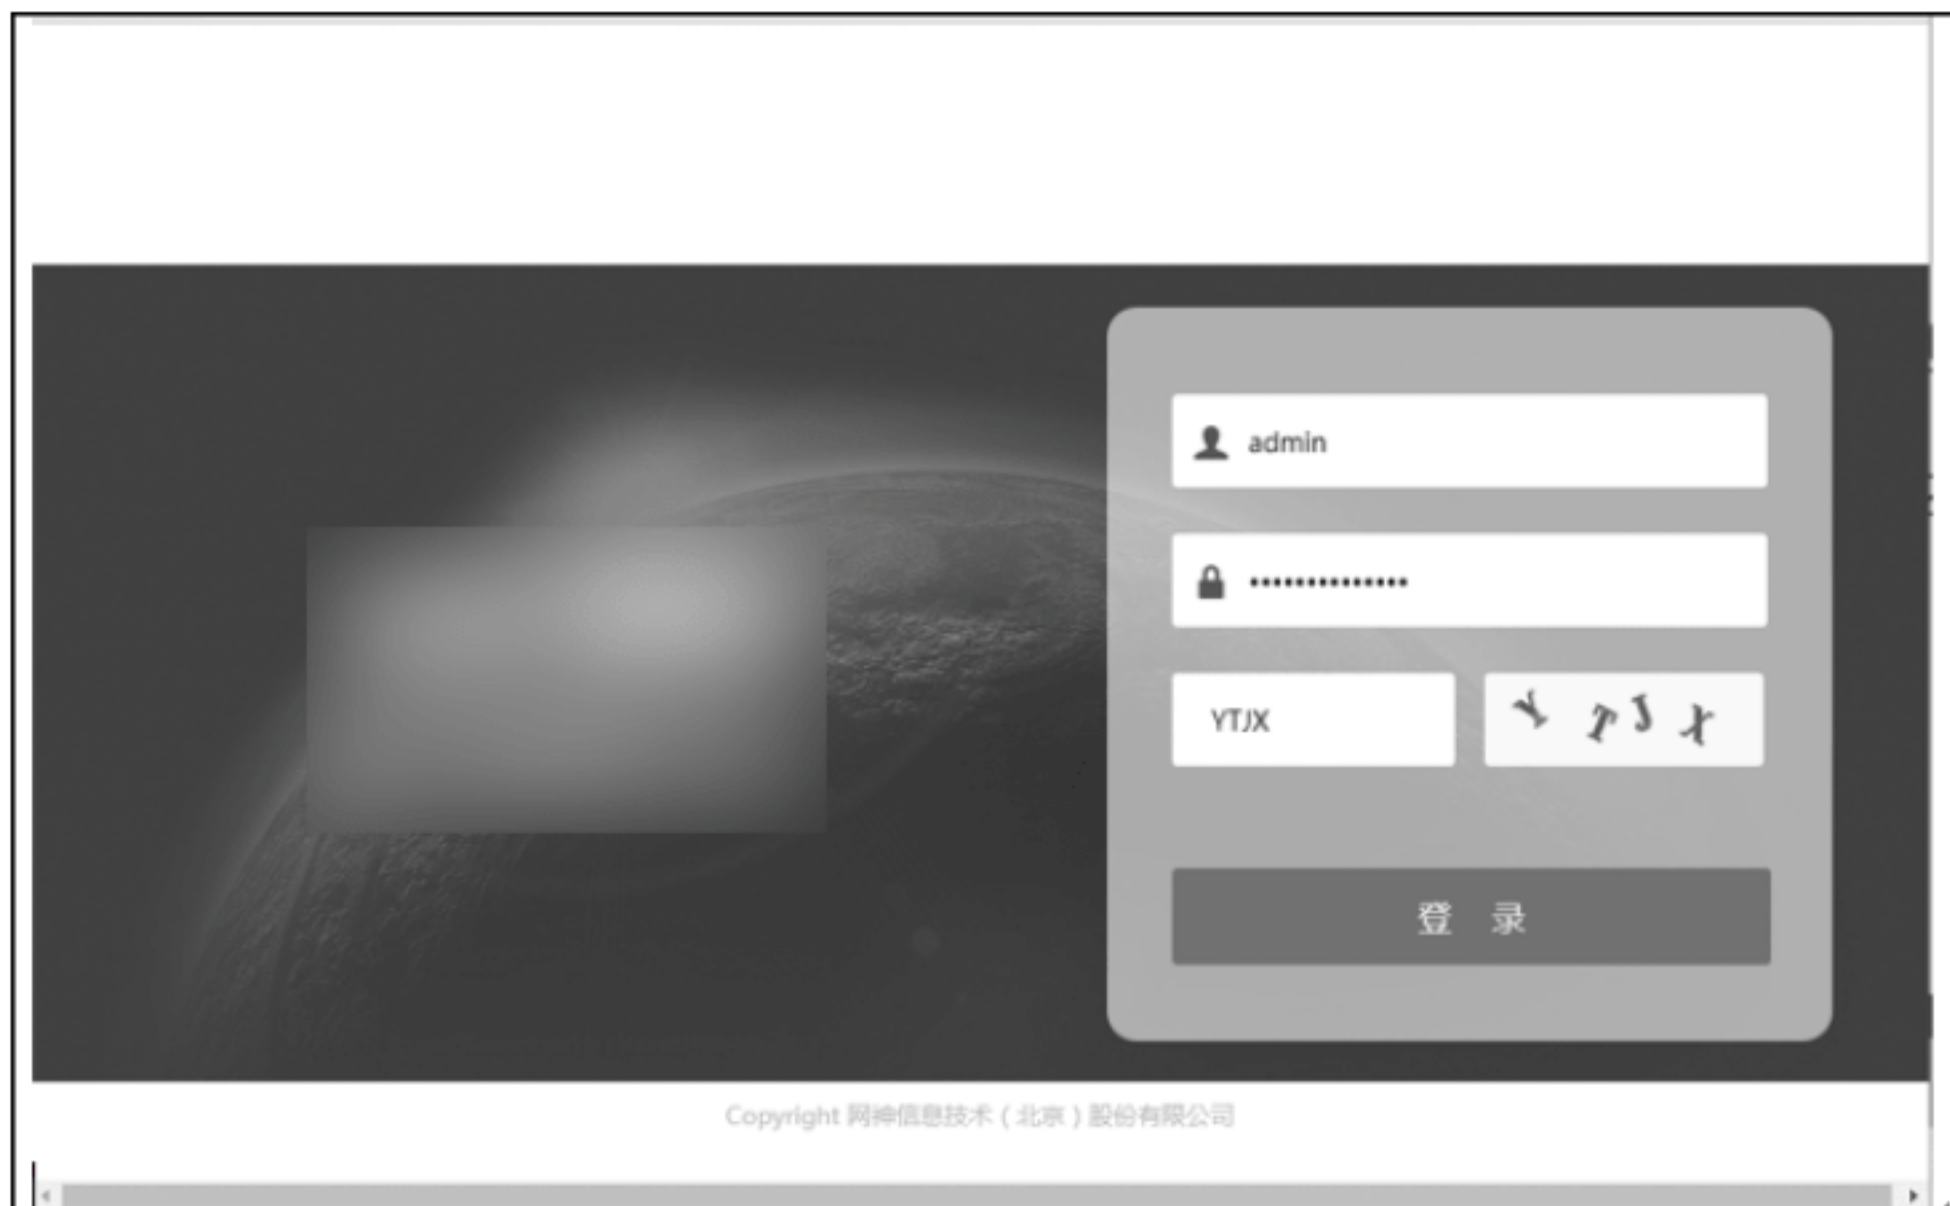 admin
••••••••••••••
YTJX
Y T J X
登 录
Copyright 网神信息技术 ( 北京 ) 股份有限公司